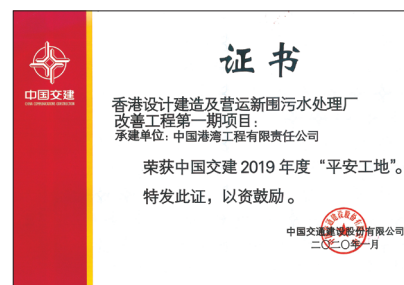 中国交建
证书
香港设计建造及营运新围污水处理厂
改善工程第一期项目：
承建单位：中国港湾工程有限责任公司
荣获中国交建 2019 年度“平安工地”。
特发此证，以资鼓励。
中国交通建设股份有限公司
二〇二〇年一月